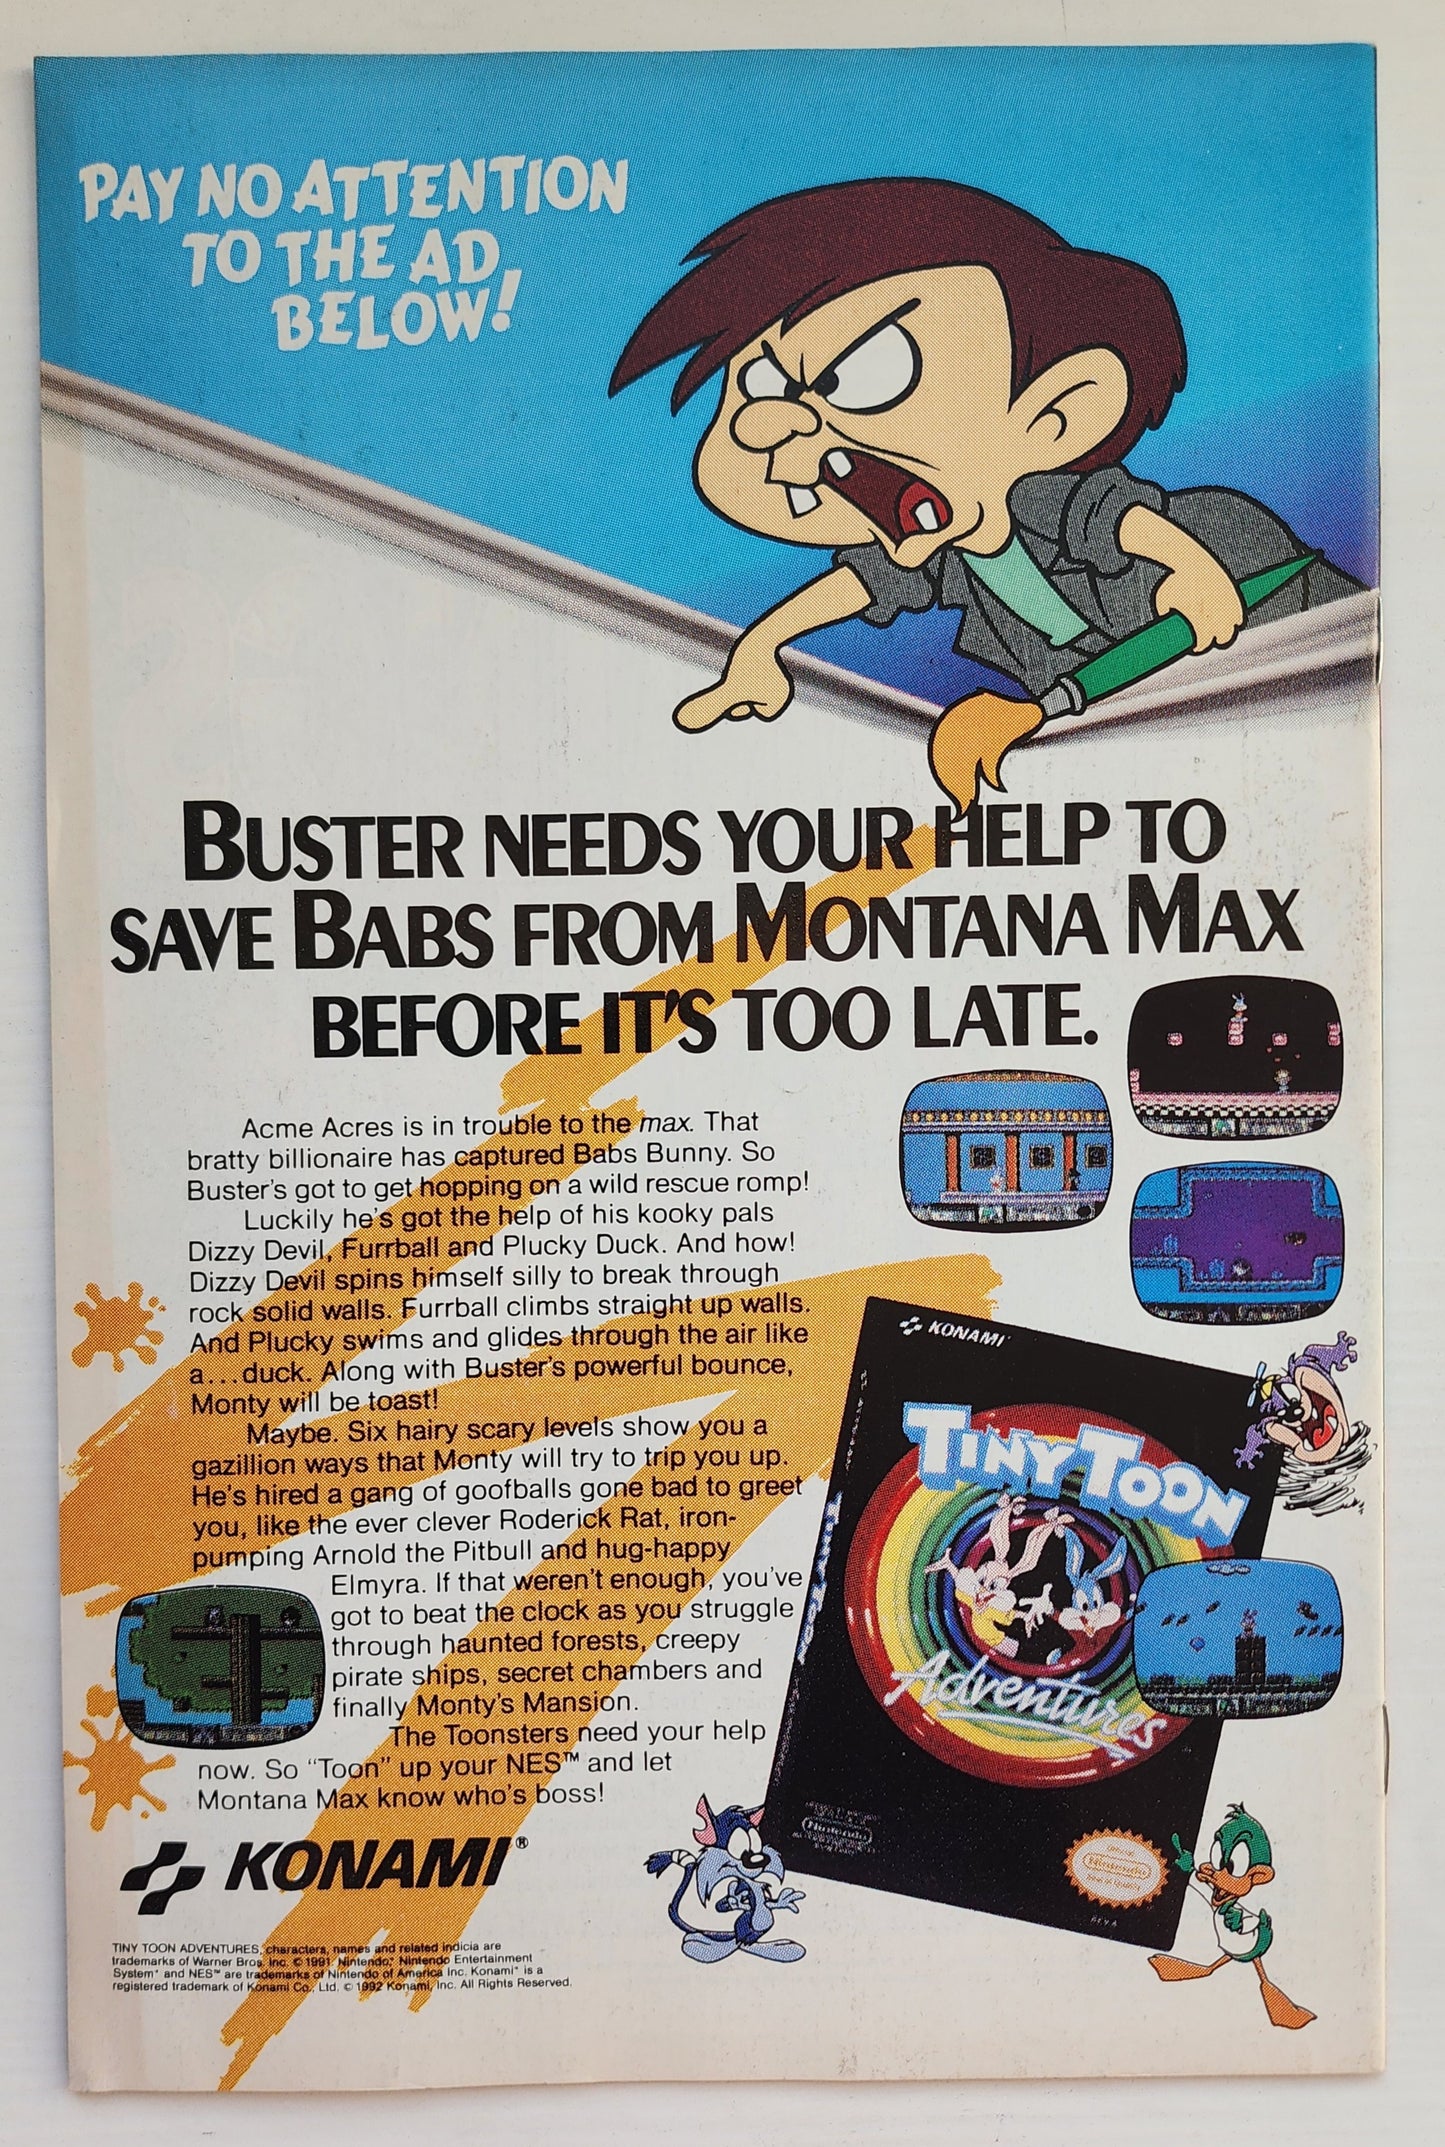 PAY NO ATTENTION
TO THE AD
BELOW!
BUSTER NEEDS YOUR HELP TO
SAVE BABS FROM MONTANA MAX
BEFORE IT'S TOO LATE.
Acme Acres is in trouble to the max. That
bratty billionaire has captured Babs Bunny. So
Buster's got to get hopping on a wild rescue romp!
Luckily he's got the help of his kooky pals
Dizzy Devil, Furrball and Plucky Duck. And how!
Dizzy Devil spins himself silly to break through
rock solid walls. Furrball climbs straight up walls.
And Plucky swims and glides through the air like
a...duck. Along with Buster's powerful bounce,
Monty will be toast!
Maybe. Six hairy scary levels show you a
gazillion ways that Monty will try to trip you up.
He's hired a gang of goofballs gone bad to greet
you, like the ever clever Roderick Rat, iron-
pumping Arnold the Pitbull and hug-happy
Elmyra. If that weren't enough, you've
got to beat the clock as you struggle
through haunted forests, creepy
pirate ships, secret chambers and
finally Monty's Mansion.
The Toonsters need your help
now. So "Toon" up your NES™ and let
Montana Max know who's boss!
KONAMI
TINY TOON
Adventures
Nintendo
Nintendo
REV-A
KONAMI®
TINY TOON ADVENTURES, characters, names and related indicia are
trademarks of Warner Bros. Inc. © 1991. Nintendo,® Nintendo Entertainment
System® and NES™ are trademarks of Nintendo of America Inc. Konami® is a
registered trademark of Konami Co., Ltd. © 1992 Konami, Inc. All Rights Reserved.